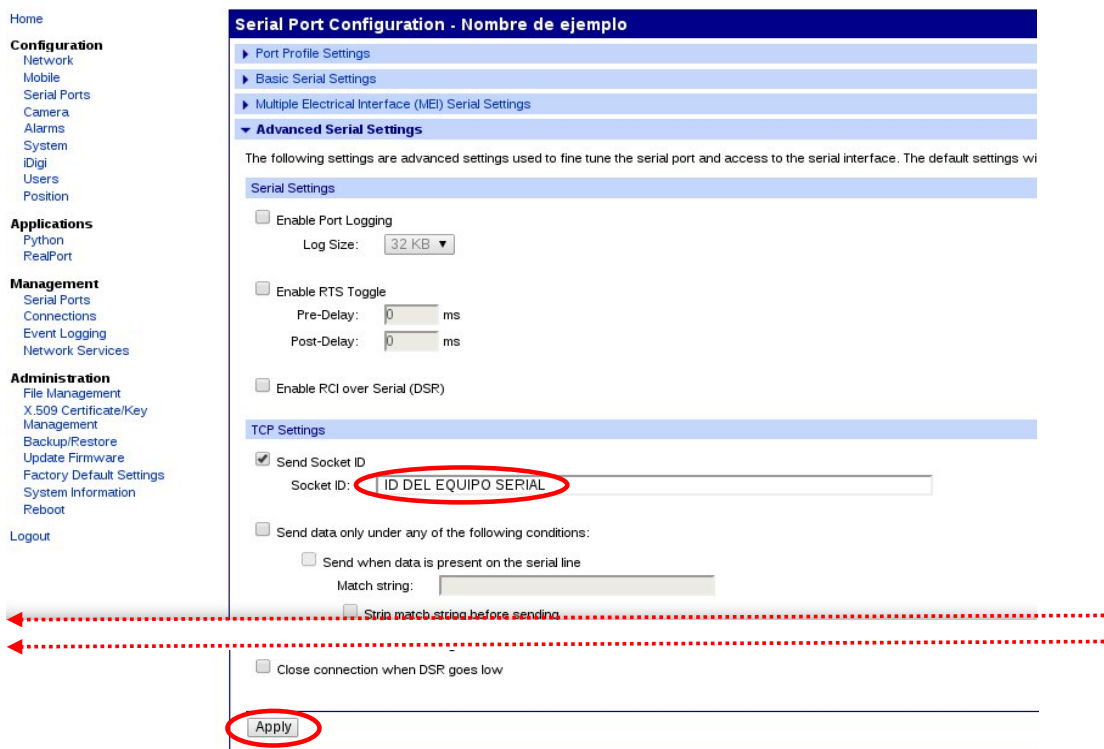 Home
Configuration
Network
Mobile
Serial Ports
Camera
Alarms
System
iDigi
Users
Position
Applications
Python
RealPort
Management
Serial Ports
Connections
Event Logging
Network Services
Administration
File Management
X.509 Certificate/Key
Management
Backup/Restore
Update Firmware
Factory Default Settings
System Information
Reboot
Logout
Serial Port Configuration - Nombre de ejemplo
Port Profile Settings
Basic Serial Settings
Multiple Electrical Interface (MEI) Serial Settings
Advanced Serial Settings
The following settings are advanced settings used to fine tune the serial port and access to the serial interface. The default settings wi
Serial Settings
Enable Port Logging
Log Size: 32 KB
Enable RTS Toggle
Pre-Delay: 0 ms
Post-Delay: 0 ms
Enable RCI over Serial (DSR)
TCP Settings
Send Socket ID
Socket ID: ID DEL EQUIPO SERIAL
Send data only under any of the following conditions:
Send when data is present on the serial line
Match string:
Strip match string before sending
Close connection when DSR goes low
Apply